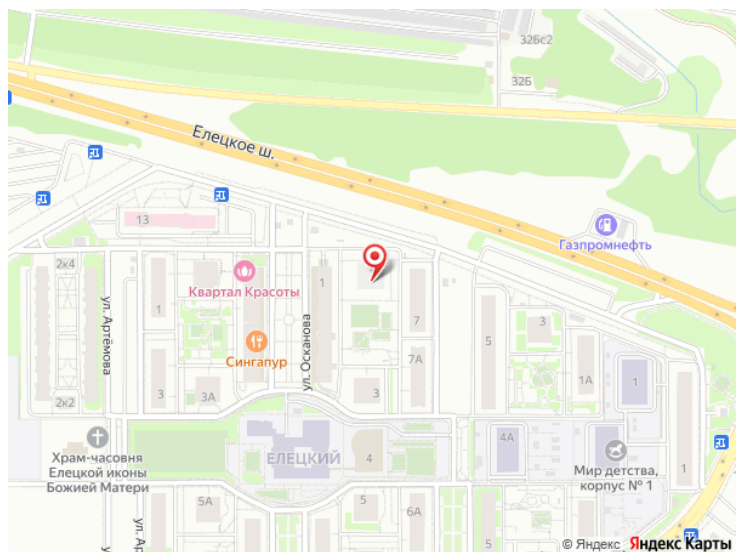 32Бс2
32Б
Елецкое ш.
13
Газпромнефть
2к4
Квартал Красоты
1
1
ул. Артёмова
ул. Осканова
7
3
5
Сингапур
7А
1А
1
2к2
3
3А
3
Храм-часовня
Елецкой иконы
Божией Матери
ЕЛЕЦКИЙ
4
4А
Мир детства,
корпус № 1
1
5А
5
6А
ул. Ар
© Яндекс Яндекс Карты